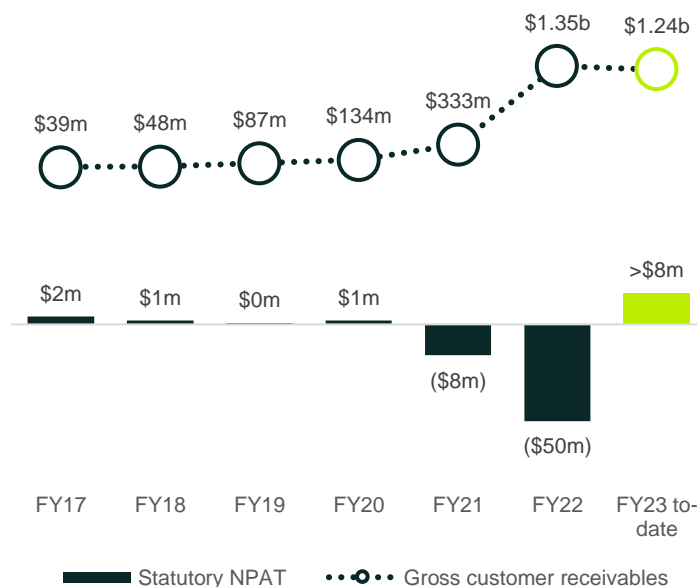 $1.35b $1.24b
$39m $48m $87m $134m $333m
$2m $1m $0m $1m >$8m
($8m)
($50m)
FY17 FY18 FY19 FY20 FY21 FY22 FY23 to-
date
Statutory NPAT Gross customer receivables